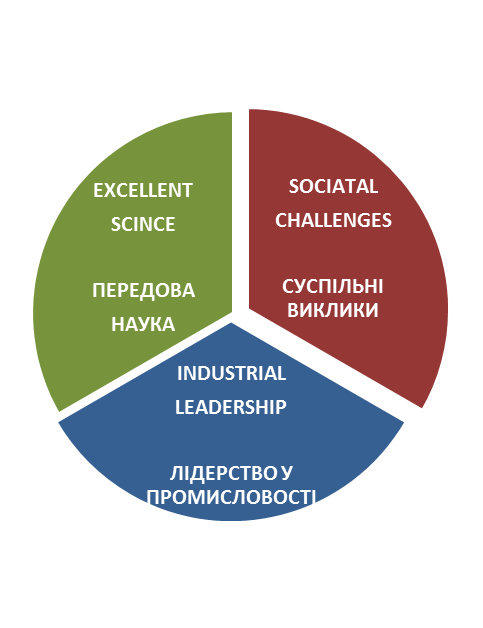 EXCELLENT
SCINCE
ПЕРЕДОВА
НАУКА
SOCIATAL
CHALLENGES
СУСПІЛЬНІ
ВИКЛИКИ
INDUSTRIAL
LEADERSHIP
ЛІДЕРСТВО У
ПРОМИСЛОВОСТІ